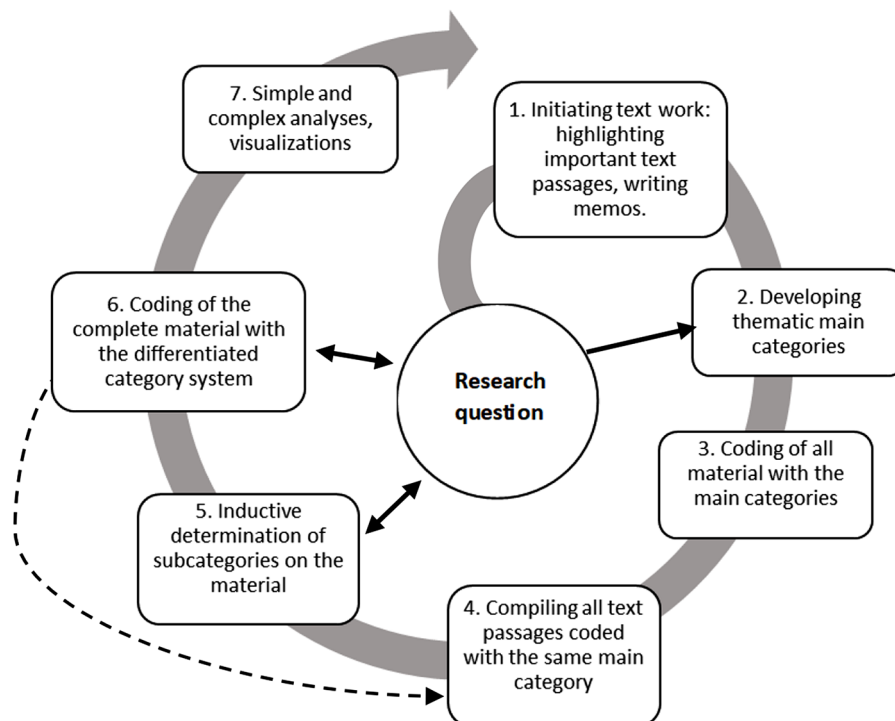 7. Simple and
complex analyses,
visualizations
1. Initiating text work:
highlighting
important text
passages, writing
memos.
6. Coding of the
complete material with
the differentiated
category system
Research
question
2. Developing
thematic main
categories
3. Coding of all
material with the
main categories
5. Inductive
determination of
subcategories on the
material
4. Compiling all text
passages coded
with the same main
category